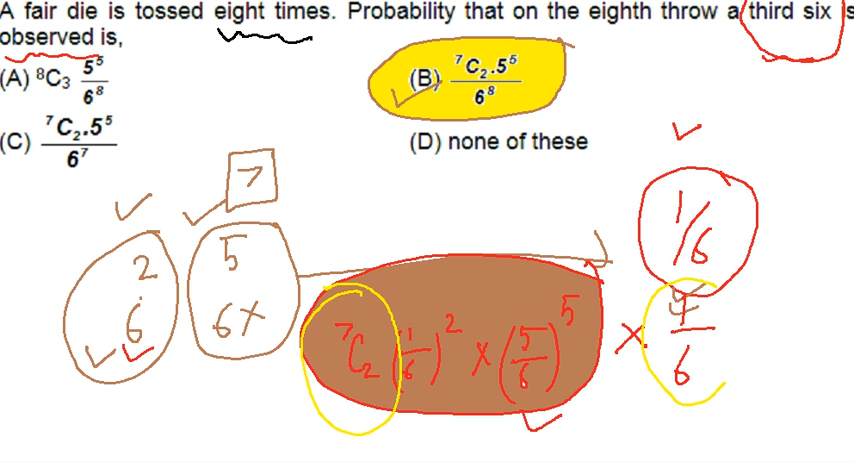 A fair die is tossed eight times. Probability that on the eighth throw a third six is
observed is,
(A) ⁸C₃ 5⁵/6⁸
(B) ⁷C₂.5⁵/6⁸
(C) ⁷C₂.5⁵/6⁷
(D) none of these
7
1/6
2
6
5
6×
⁷C₂ (1/6)² × (5/6)⁵ × 1/6